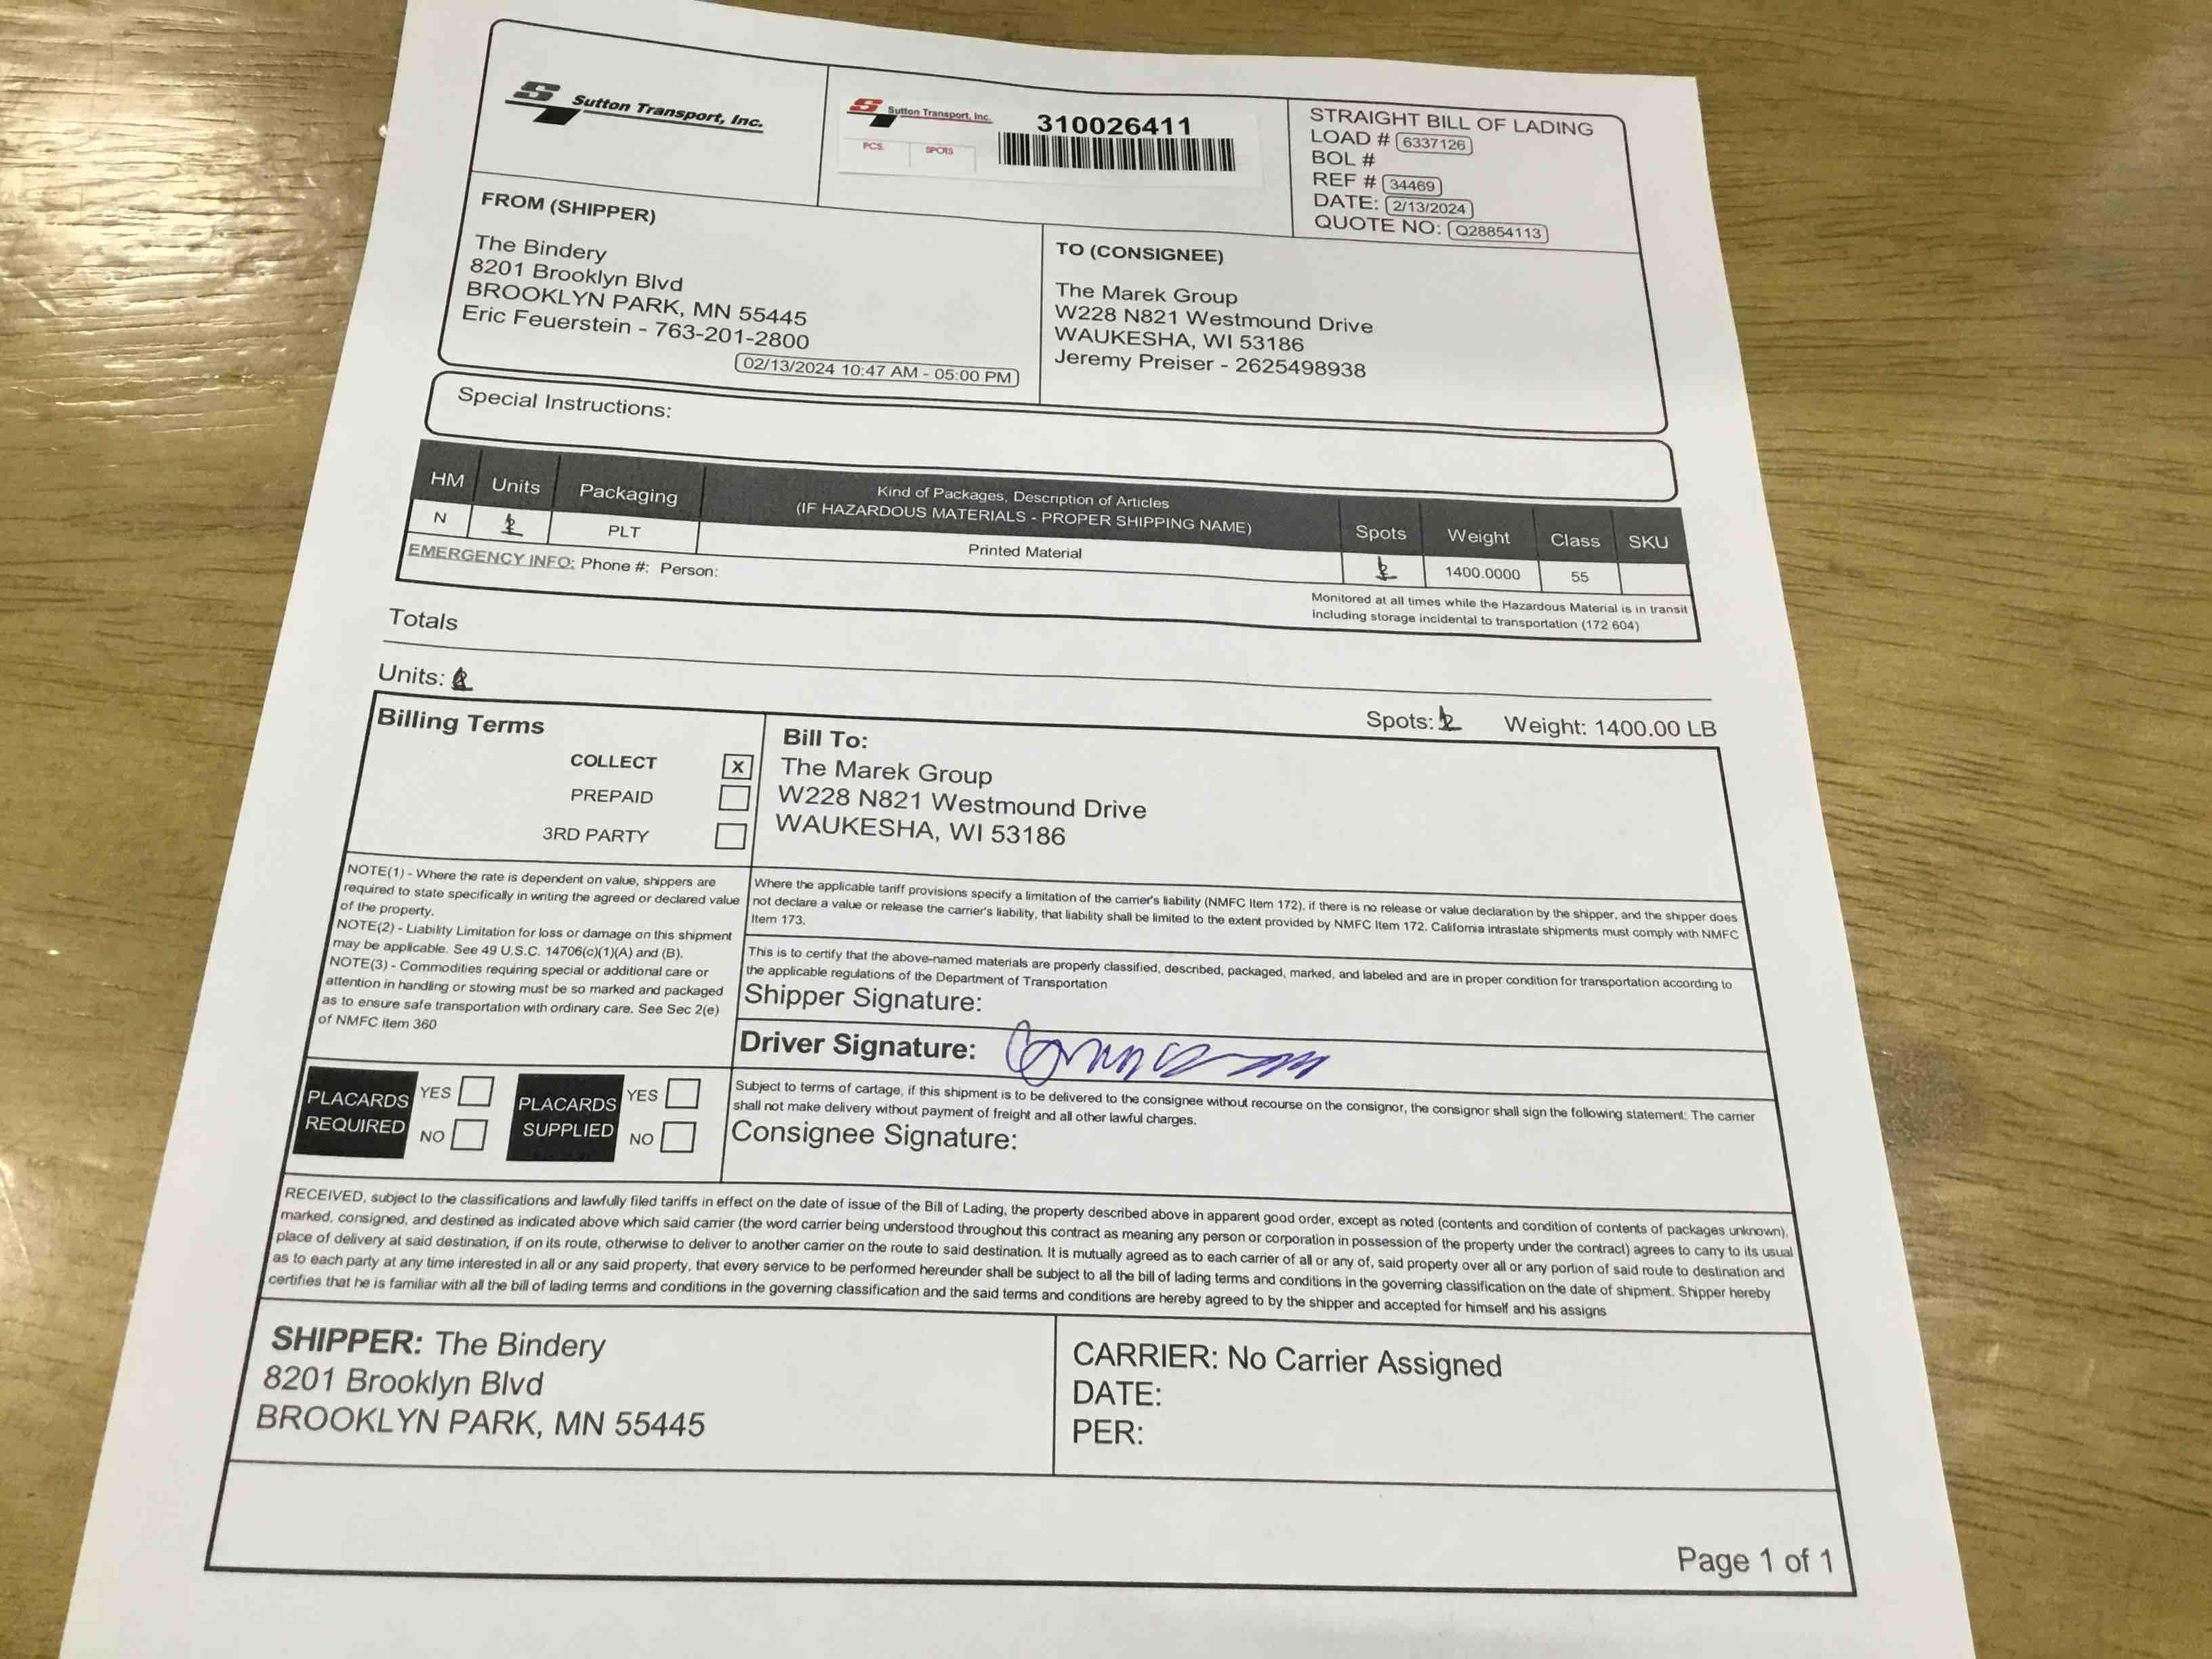 Sutton Transport, Inc.
Sutton Transport, Inc.
PCS.
SPOTS
310026411
STRAIGHT BILL OF LADING
LOAD # 6337126
BOL #
REF # 34469
DATE: 2/13/2024
QUOTE NO: Q28854113
FROM (SHIPPER)
The Bindery
8201 Brooklyn Blvd
BROOKLYN PARK, MN 55445
Eric Feuerstein - 763-201-2800
02/13/2024 10:47 AM - 05:00 PM
TO (CONSIGNEE)
The Marek Group
W228 N821 Westmound Drive
WAUKESHA, WI 53186
Jeremy Preiser - 2625498938
Special Instructions:
HM Units Packaging Kind of Packages, Description of Articles
(IF HAZARDOUS MATERIALS - PROPER SHIPPING NAME) Spots Weight Class SKU
N PLT Printed Material 1400.0000 55
EMERGENCY INFO: Phone #: Person:
Monitored at all times while the Hazardous Material is in transit
including storage incidental to transportation (172 604)
Totals
Units:
Spots: Weight: 1400.00 LB
Billing Terms
COLLECT X
PREPAID
3RD PARTY
Bill To:
The Marek Group
W228 N821 Westmound Drive
WAUKESHA, WI 53186
NOTE(1) - Where the rate is dependent on value, shippers are
required to state specifically in writing the agreed or declared value
of the property.
NOTE(2) - Liability Limitation for loss or damage on this shipment
may be applicable. See 49 U.S.C. 14706(c)(1)(A) and (B).
NOTE(3) - Commodities requiring special or additional care or
attention in handling or stowing must be so marked and packaged
as to ensure safe transportation with ordinary care. See Sec 2(e)
of NMFC item 360
Where the applicable tariff provisions specify a limitation of the carrier's liability (NMFC Item 172), if there is no release or value declaration by the shipper, and the shipper does
not declare a value or release the carrier's liability, that liability shall be limited to the extent provided by NMFC Item 172. California intrastate shipments must comply with NMFC
Item 173.
This is to certify that the above-named materials are properly classified, described, packaged, marked, and labeled and are in proper condition for transportation according to
the applicable regulations of the Department of Transportation
Shipper Signature:
Driver Signature:
PLACARDS REQUIRED YES NO
PLACARDS SUPPLIED YES NO
Subject to terms of cartage, if this shipment is to be delivered to the consignee without recourse on the consignor, the consignor shall sign the following statement: The carrier
shall not make delivery without payment of freight and all other lawful charges.
Consignee Signature:
RECEIVED, subject to the classifications and lawfully filed tariffs in effect on the date of issue of the Bill of Lading, the property described above in apparent good order, except as noted (contents and condition of contents of packages unknown),
marked, consigned, and destined as indicated above which said carrier (the word carrier being understood throughout this contract as meaning any person or corporation in possession of the property under the contract) agrees to carry to its usual
place of delivery at said destination, if on its route, otherwise to deliver to another carrier on the route to said destination. It is mutually agreed as to each carrier of all or any of, said property over all or any portion of said route to destination and
as to each party at any time interested in all or any said property, that every service to be performed hereunder shall be subject to all the bill of lading terms and conditions in the governing classification on the date of shipment. Shipper hereby
certifies that he is familiar with all the bill of lading terms and conditions in the governing classification and the said terms and conditions are hereby agreed to by the shipper and accepted for himself and his assigns
SHIPPER: The Bindery
8201 Brooklyn Blvd
BROOKLYN PARK, MN 55445
CARRIER: No Carrier Assigned
DATE:
PER:
Page 1 of 1